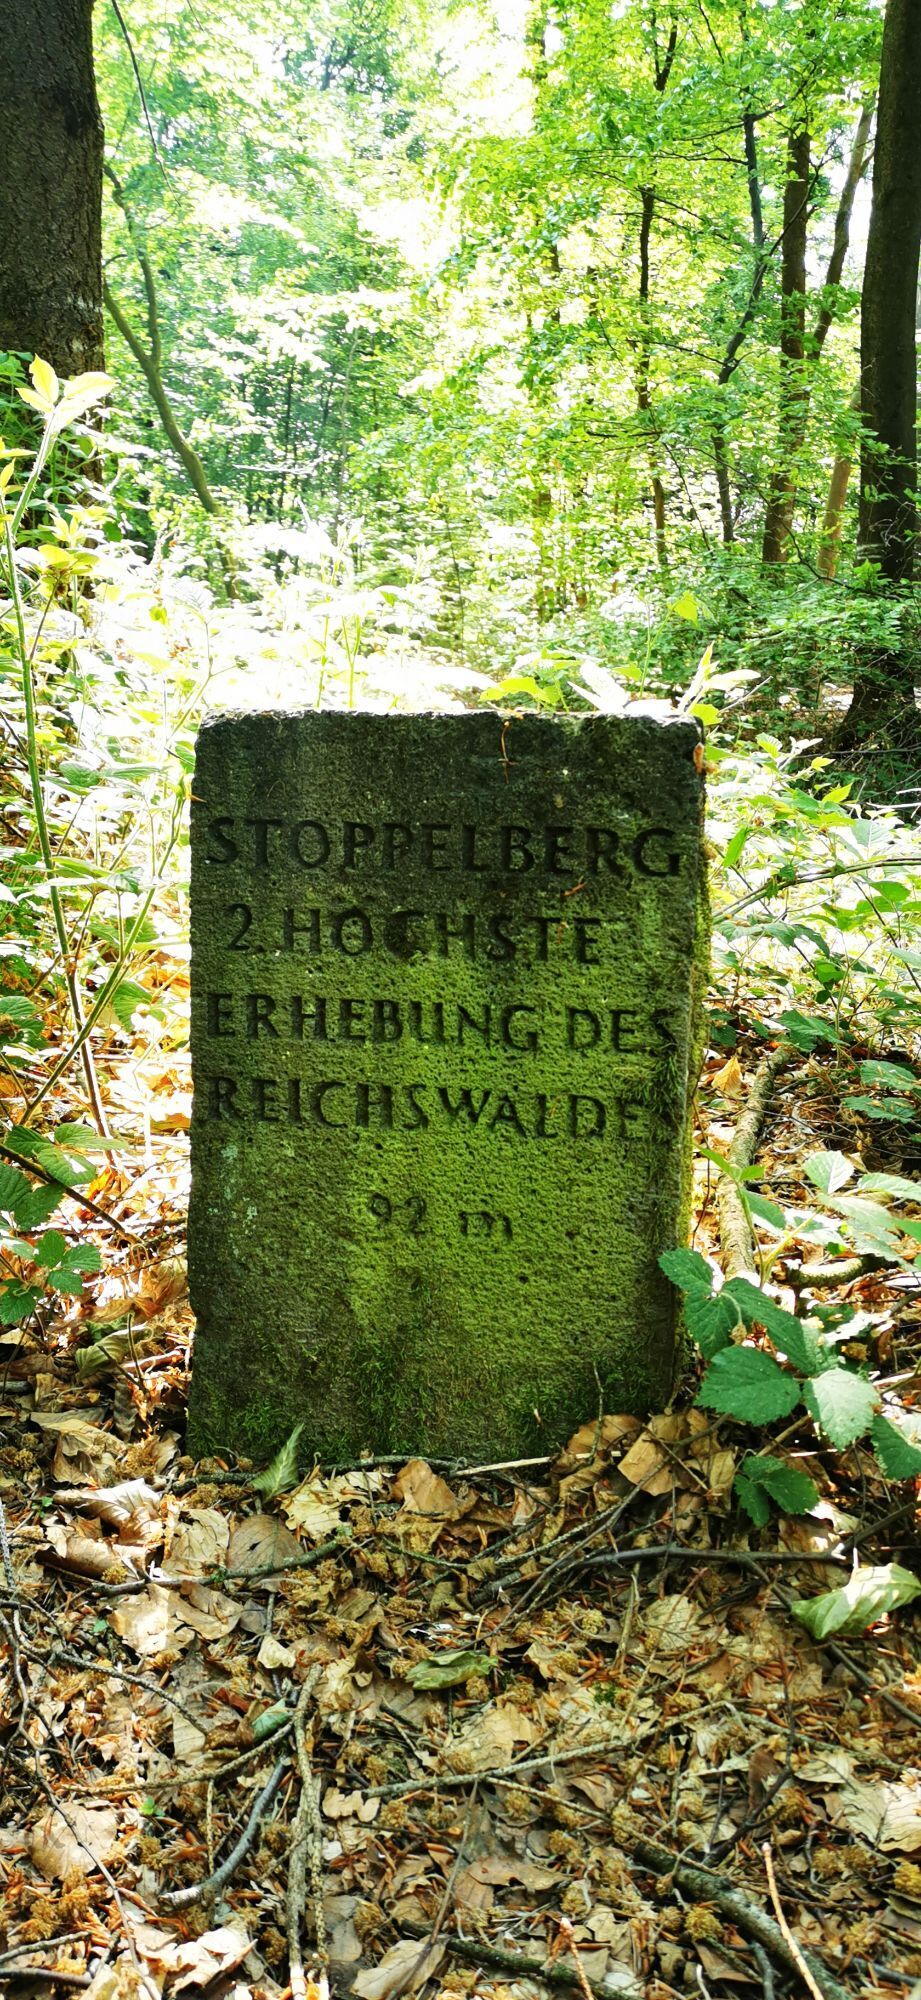 STOPPELBERG
2. HÖCHSTE
ERHEBUNG DES
REICHSWALDES
92 m